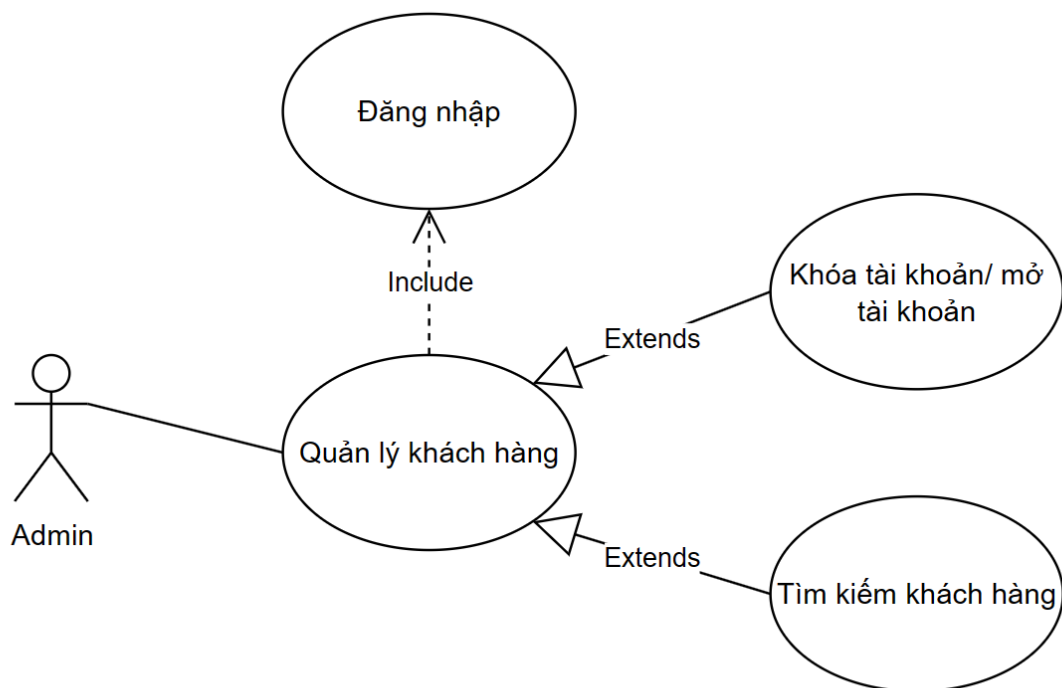 Đăng nhập
Include
Khóa tài khoản/ mở
tài khoản
Extends
Quản lý khách hàng
Admin
Extends
Tìm kiếm khách hàng